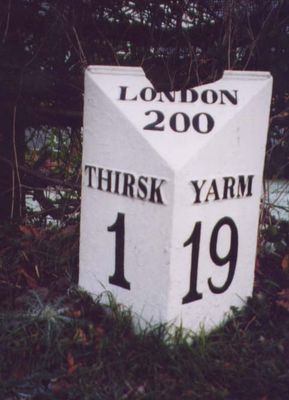 LONDON
200
THIRSK
1
YARM
19